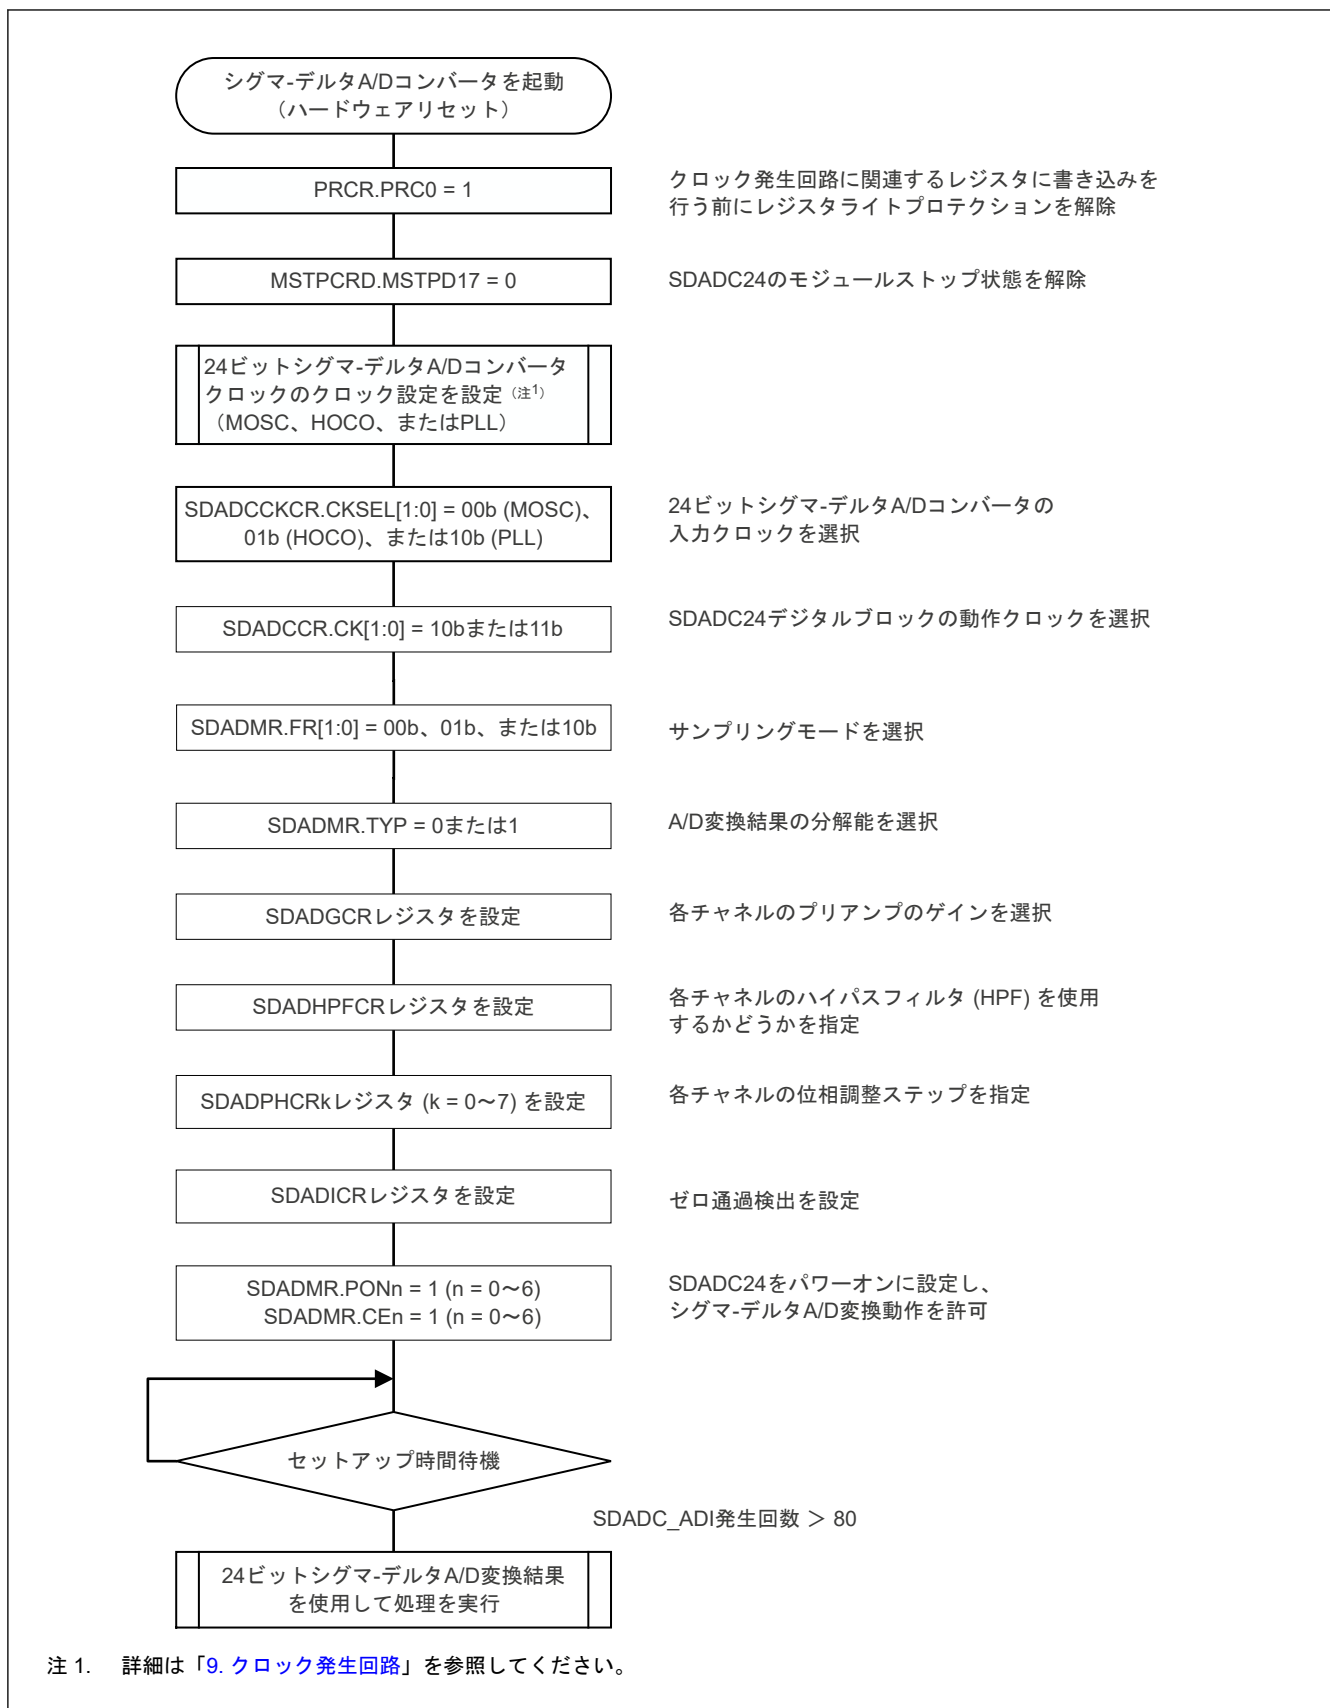 シグマ-デルタA/Dコンバータを起動
（ハードウェアリセット）
PRCR.PRC0 = 1
クロック発生回路に関連するレジスタに書き込みを
行う前にレジスタライトプロテクションを解除
MSTPCRD.MSTPD17 = 0
SDADC24のモジュールストップ状態を解除
24ビットシグマ-デルタA/Dコンバータ
クロックのクロック設定を設定（注1）
（MOSC、HOCO、またはPLL）
SDADCCKCR.CKSEL[1:0] = 00b (MOSC)、
01b (HOCO)、または10b (PLL)
24ビットシグマ-デルタA/Dコンバータの
入力クロックを選択
SDADCCR.CK[1:0] = 10bまたは11b
SDADC24デジタルブロックの動作クロックを選択
SDADMR.FR[1:0] = 00b、01b、または10b
サンプリングモードを選択
SDADMR.TYP = 0または1
A/D変換結果の分解能を選択
SDADGCRレジスタを設定
各チャネルのプリアンプのゲインを選択
SDADHPFCRレジスタを設定
各チャネルのハイパスフィルタ (HPF) を使用
するかどうかを指定
SDADPHCRkレジスタ (k = 0～7) を設定
各チャネルの位相調整ステップを指定
SDADICRレジスタを設定
ゼロ通過検出を設定
SDADMR.PONn = 1 (n = 0～6)
SDADMR.CEn = 1 (n = 0～6)
SDADC24をパワーオンに設定し、
シグマ-デルタA/D変換動作を許可
セットアップ時間待機
SDADC_ADI発生回数 ＞ 80
24ビットシグマ-デルタA/D変換結果
を使用して処理を実行
注 1. 詳細は「9. クロック発生回路」を参照してください。